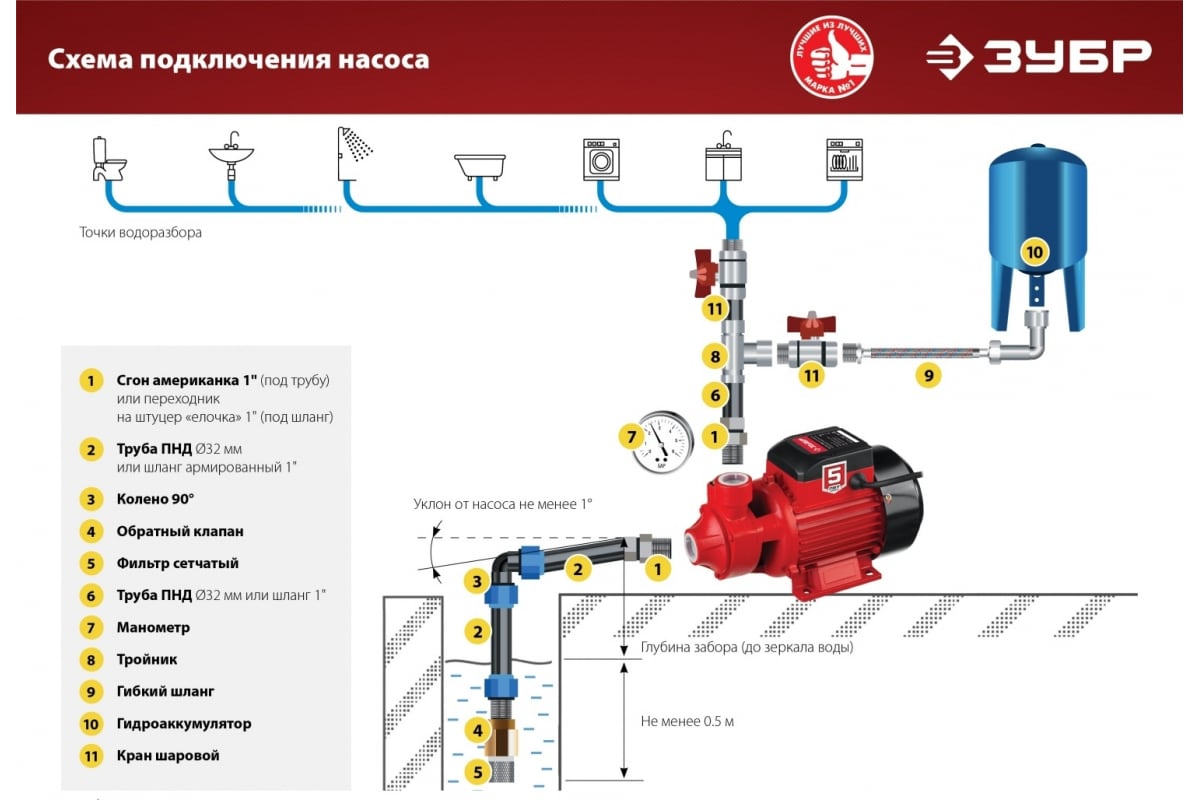 Схема подключения насоса
ЛУЧШИЕ ИЗ ЛУЧШИХ
МАРКА №1
ЗУБР
Точки водоразбора
10
11
8
11
9
6
7
1
BAR
5
1 Сгон американка 1" (под трубу)
или переходник
на штуцер «елочка» 1" (под шланг)
2 Труба ПНД Ø32 мм
или шланг армированный 1"
3 Колено 90°
4 Обратный клапан
5 Фильтр сетчатый
6 Труба ПНД Ø32 мм или шланг 1"
7 Манометр
8 Тройник
9 Гибкий шланг
10 Гидроаккумулятор
11 Кран шаровой
Уклон от насоса не менее 1°
3
2
1
2
Глубина забора (до зеркала воды)
Не менее 0.5 м
4
5